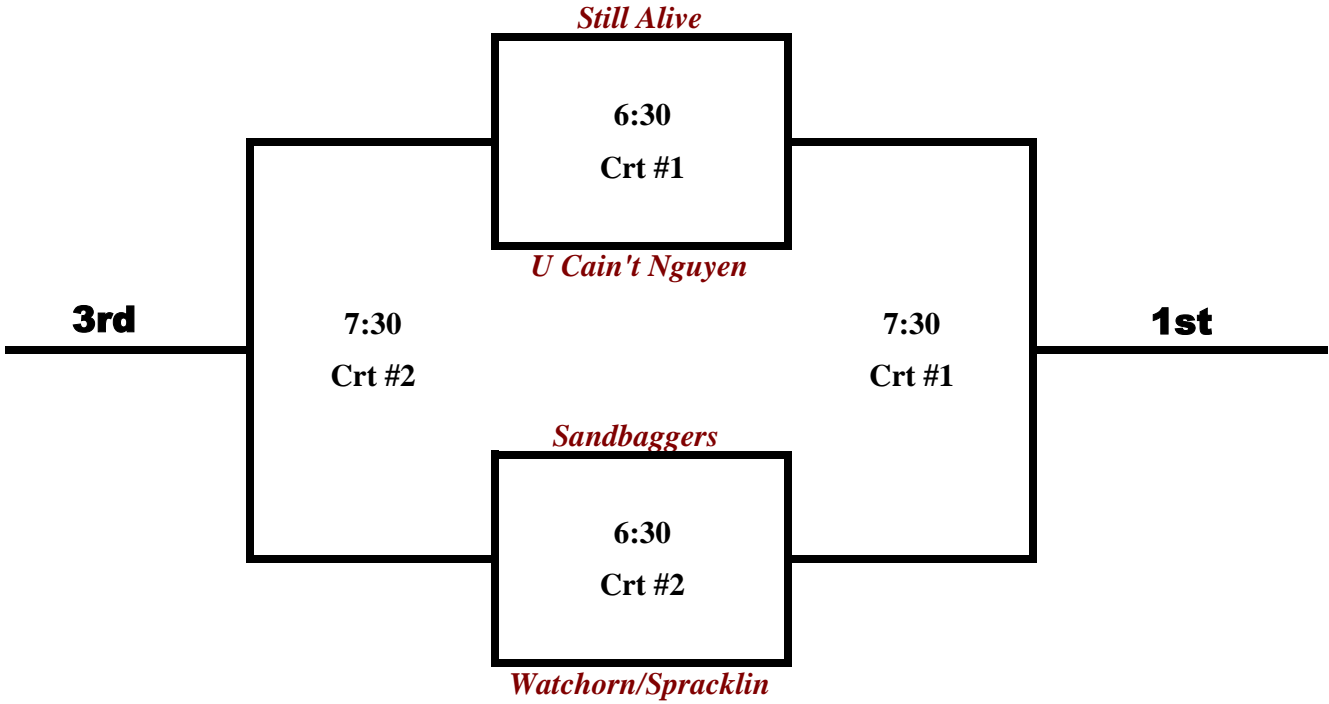 Still Alive
6:30
Crt #1
U Cain't Nguyen
3rd
7:30
Crt #2
7:30
Crt #1
1st
Sandbaggers
6:30
Crt #2
Watchorn/Spracklin